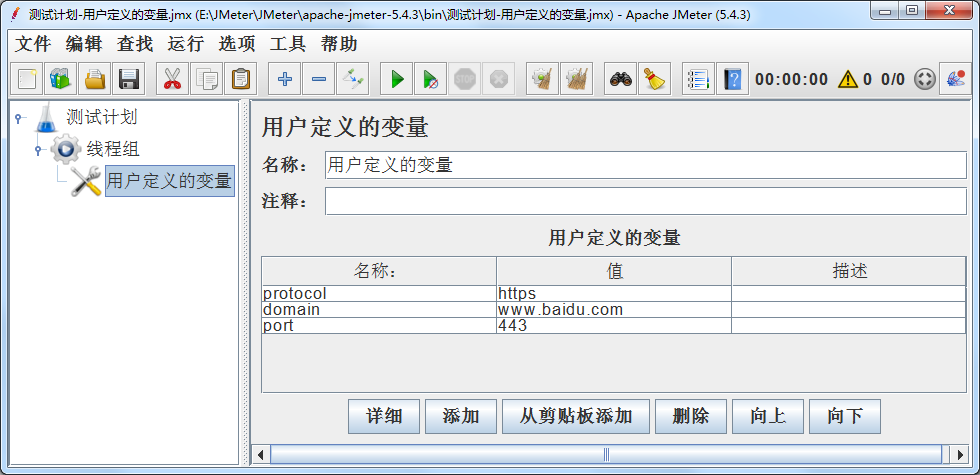 测试计划-用户定义的变量.jmx (E:\JMeter\JMeter\apache-jmeter-5.4.3\bin\测试计划-用户定义的变量.jmx) - Apache JMeter (5.4.3)
文件 编辑 查找 运行 选项 工具 帮助
STOP 00:00:00 0 0/0
测试计划
线程组
用户定义的变量
用户定义的变量
名称： 用户定义的变量
注释：
用户定义的变量
名称: 值 描述
protocol https
domain www.baidu.com
port 443
详细 添加 从剪贴板添加 删除 向上 向下